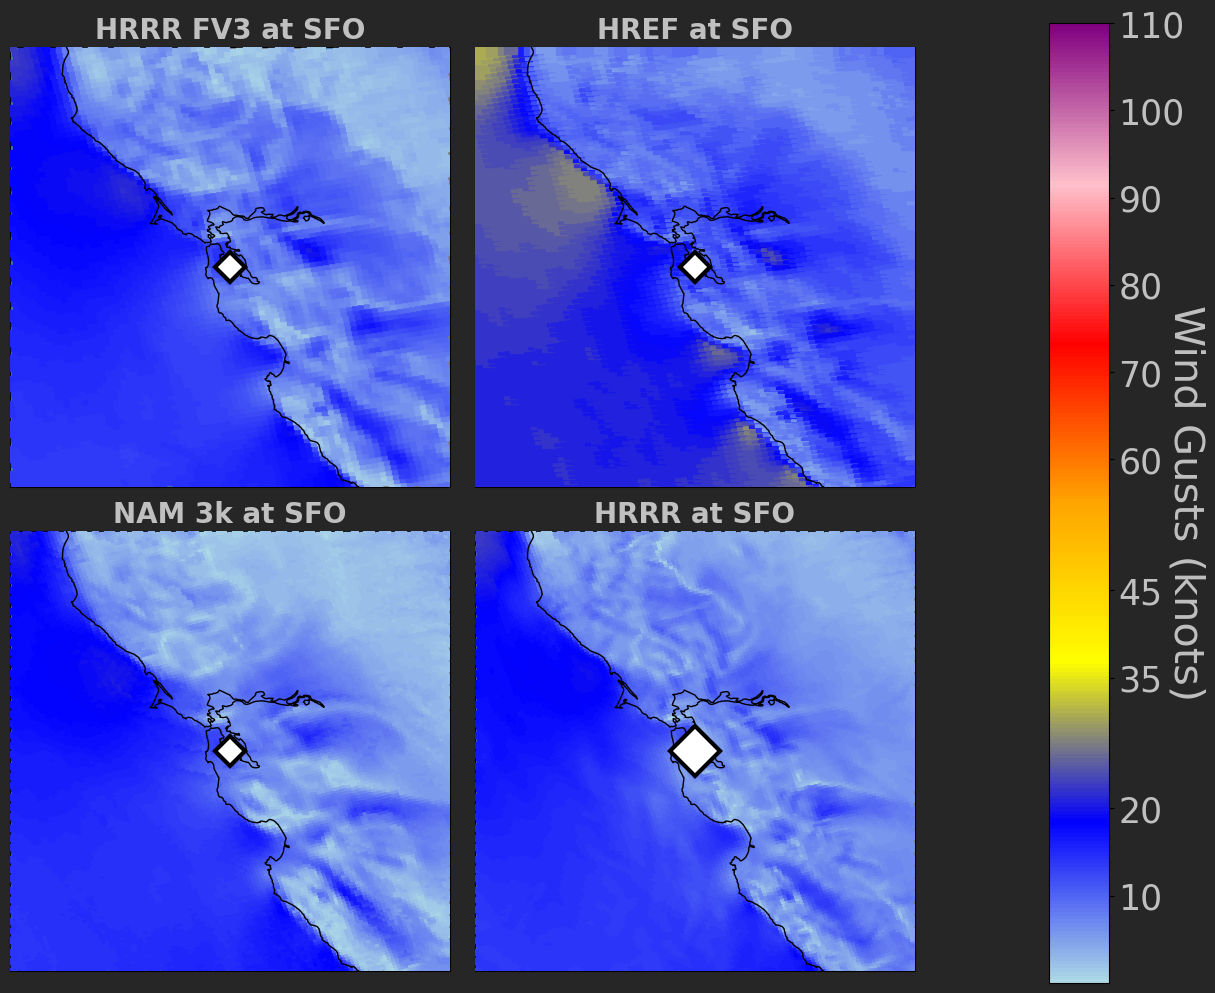 HRRR FV3 at SFO
HREF at SFO
NAM 3k at SFO
HRRR at SFO
110
100
90
80
70
60
45
35
20
10
Wind Gusts (knots)